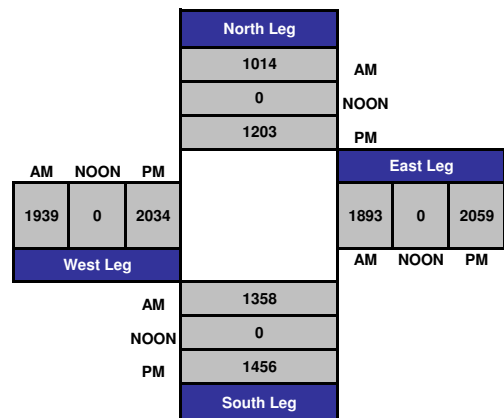 North Leg
1014 AM
0 NOON
1203 PM
AM NOON PM
East Leg
1939 0 2034
1893 0 2059
West Leg
AM NOON PM
AM 1358
NOON 0
PM 1456
South Leg